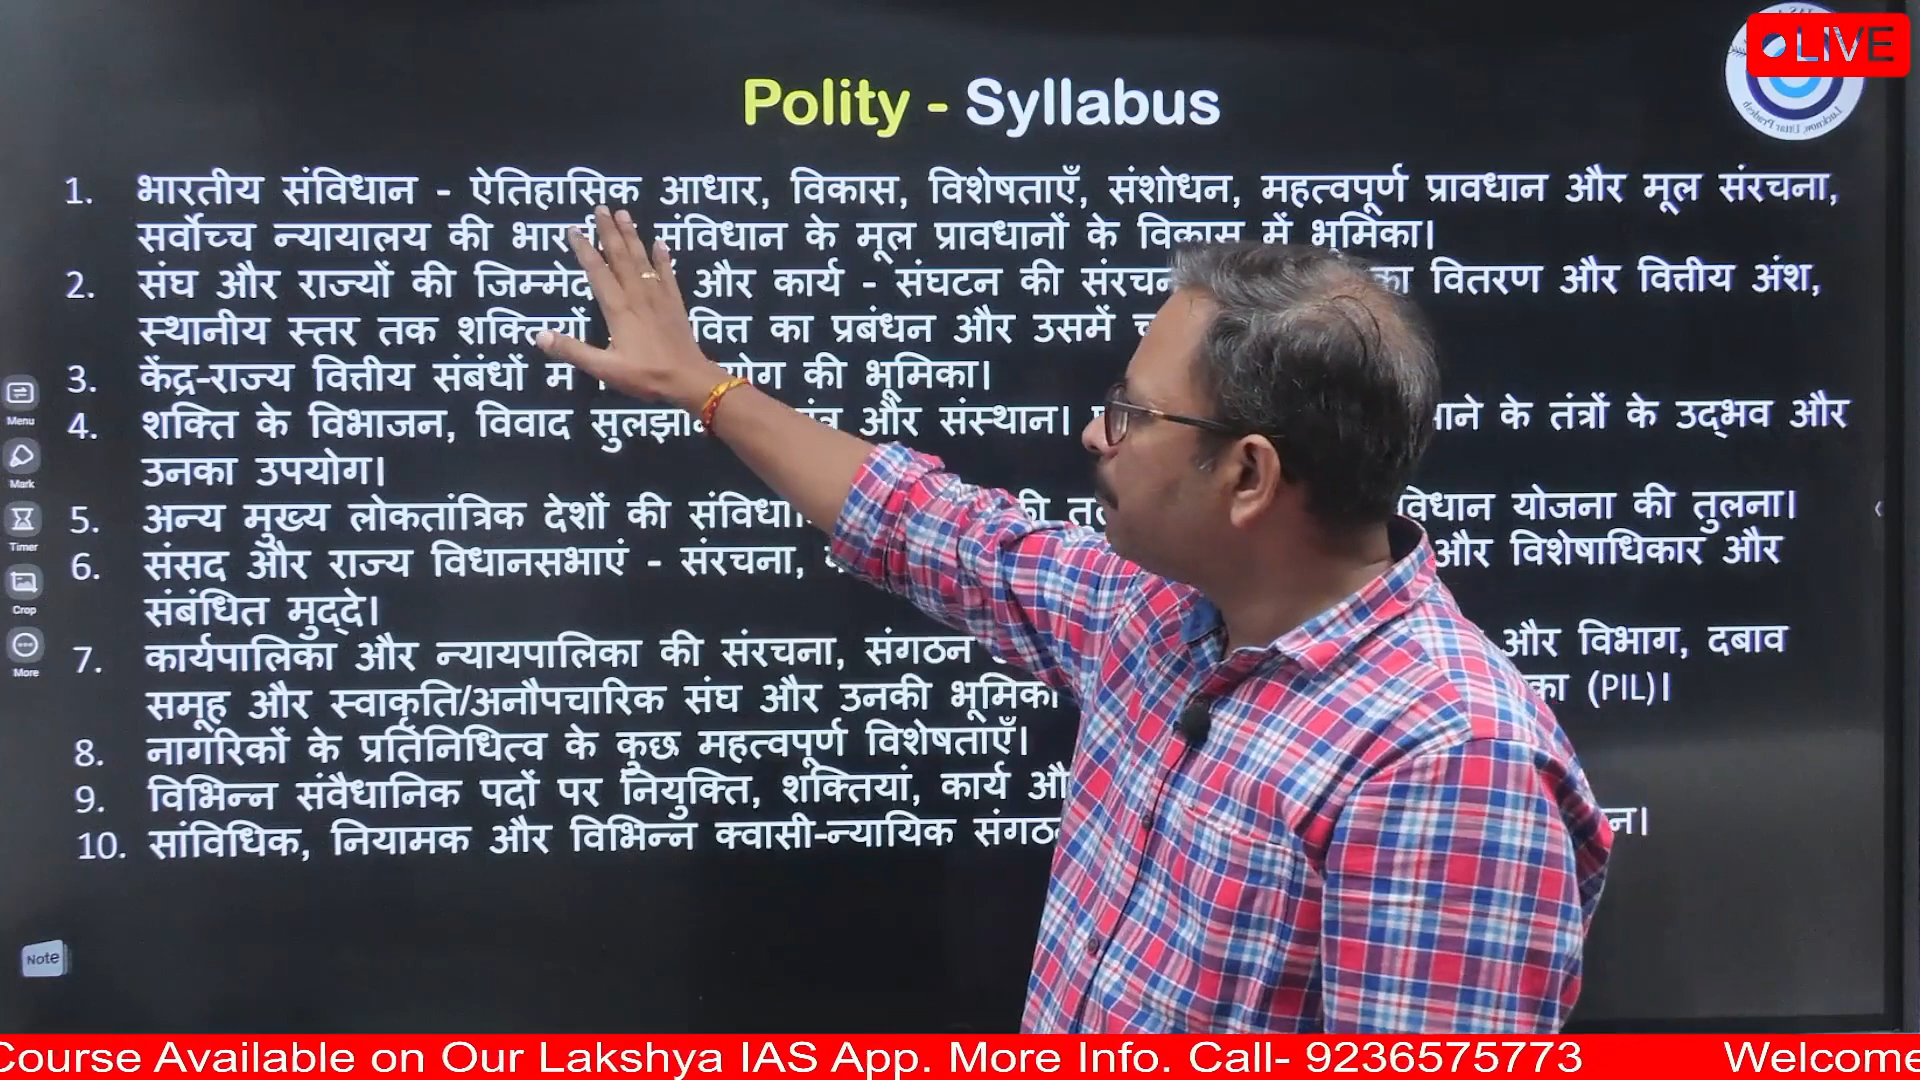 LIVE
Polity - Syllabus
1. भारतीय संविधान - ऐतिहासिक आधार, विकास, विशेषताएँ, संशोधन, महत्वपूर्ण प्रावधान और मूल संरचना,
सर्वोच्च न्यायालय की संविधान के मूल प्रावधानों के विकास में भूमिका।
2. संघ और राज्यों की और कार्य - संघटन की वितरण और वित्तीय अंश,
स्थानीय स्तर तक शक्तियों वित्त का प्रबंधन और उसमें
3. केंद्र-राज्य वित्तीय संबंधों की भूमिका।
4. शक्ति के विभाजन, विवाद और संस्थान। के तंत्रों के उद्भव और
उनका उपयोग।
5. अन्य मुख्य लोकतांत्रिक देशों की योजना की तुलना।
6. संसद और राज्य विधानसभाएं - संरचना, और विशेषाधिकार और
संबंधित मुद्दे।
7. कार्यपालिका और न्यायपालिका की संरचना, संगठन और विभाग, दबाव
समूह और स्वाकृति/अनौपचारिक संघ और उनकी भूमिका (PIL)।
8. नागरिकों के प्रतिनिधित्व के कुछ महत्वपूर्ण विशेषताएँ।
9. विभिन्न संवैधानिक पदों पर नियुक्ति, शक्तियां, कार्य
10. सांविधिक, नियामक और विभिन्न क्वासी-न्यायिक
Menu
Mark
Timer
Crop
More
Note
Course Available on Our Lakshya IAS App. More Info. Call- 9236575773 Welcome